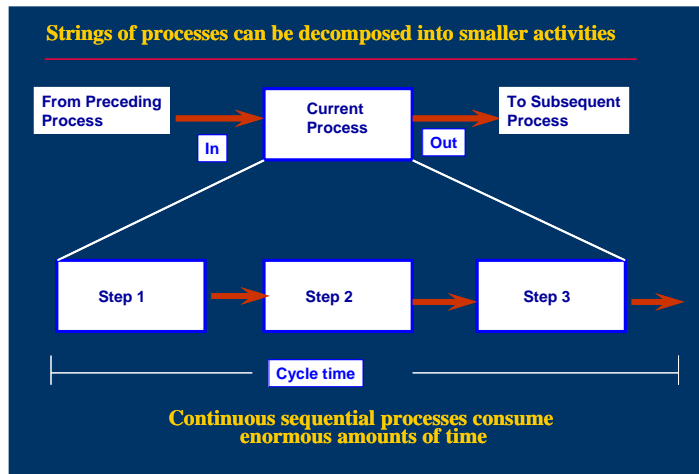 Strings of processes can be decomposed into smaller activities
From Preceding
Process
Current
Process
To Subsequent
Process
In
Out
Step 1
Step 2
Step 3
Cycle time
Continuous sequential processes consume
enormous amounts of time